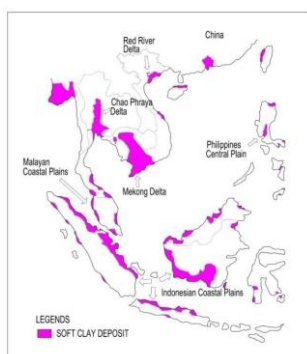 China
Red River
Delta
Chao Phraya
Delta
Philippines
Central Plain
Malayan
Coastal Plains
Mekong Delta
Indonesian Coastal Plains
LEGENDS
SOFT CLAY DEPOSIT